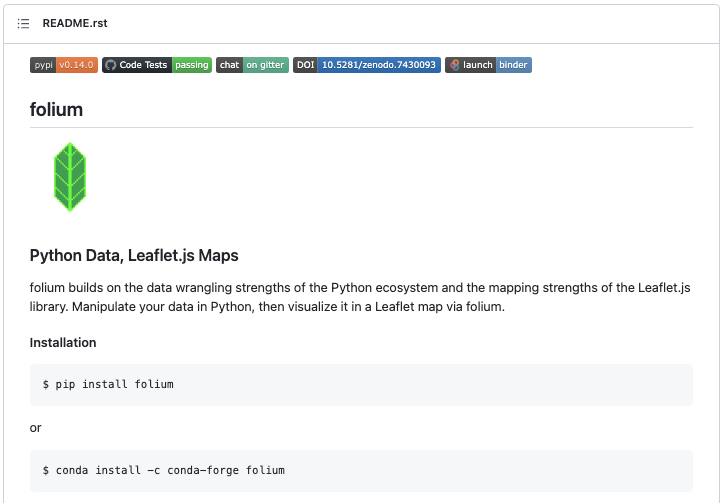 README.rst
pypi v0.14.0 Code Tests passing chat on gitter DOI 10.5281/zenodo.7430093 launch binder
folium
Python Data, Leaflet.js Maps
folium builds on the data wrangling strengths of the Python ecosystem and the mapping strengths of the Leaflet.js
library. Manipulate your data in Python, then visualize it in a Leaflet map via folium.
Installation
$ pip install folium
or
$ conda install -c conda-forge folium